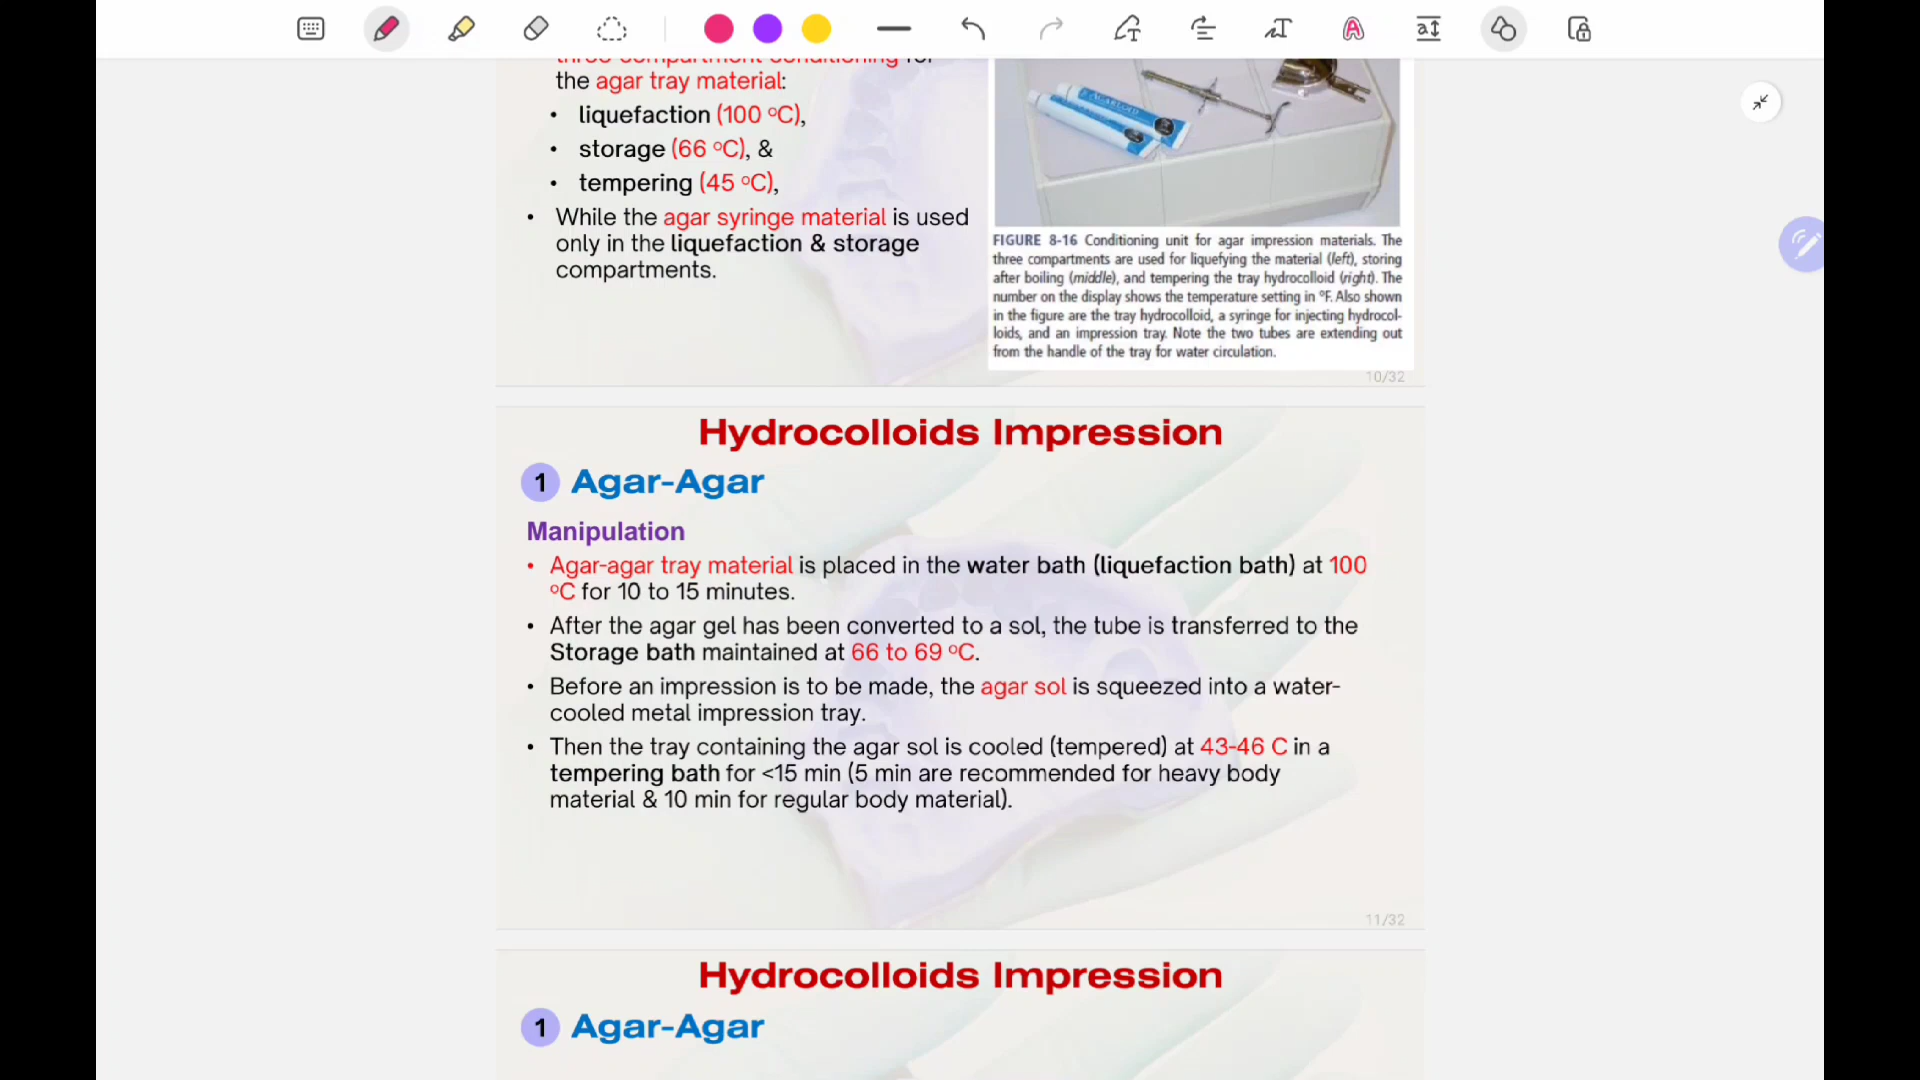 three compartment conditioning for
the agar tray material:
• liquefaction (100 ºC),
• storage (66 ºC), &
• tempering (45 ºC),
• While the agar syringe material is used
only in the liquefaction & storage
compartments.
FIGURE 8-16 Conditioning unit for agar impression materials. The
three compartments are used for liquefying the material (left), storing
after boiling (middle), and tempering the tray hydrocolloid (right). The
number on the display shows the temperature setting in °F. Also shown
in the figure are the tray hydrocolloid, a syringe for injecting hydrocol-
loids, and an impression tray. Note the two tubes are extending out
from the handle of the tray for water circulation.
10/32
Hydrocolloids Impression
1 Agar-Agar
Manipulation
• Agar-agar tray material is placed in the water bath (liquefaction bath) at 100
ºC for 10 to 15 minutes.
• After the agar gel has been converted to a sol, the tube is transferred to the
Storage bath maintained at 66 to 69 ºC.
• Before an impression is to be made, the agar sol is squeezed into a water-
cooled metal impression tray.
• Then the tray containing the agar sol is cooled (tempered) at 43-46 C in a
tempering bath for <15 min (5 min are recommended for heavy body
material & 10 min for regular body material).
11/32
Hydrocolloids Impression
1 Agar-Agar